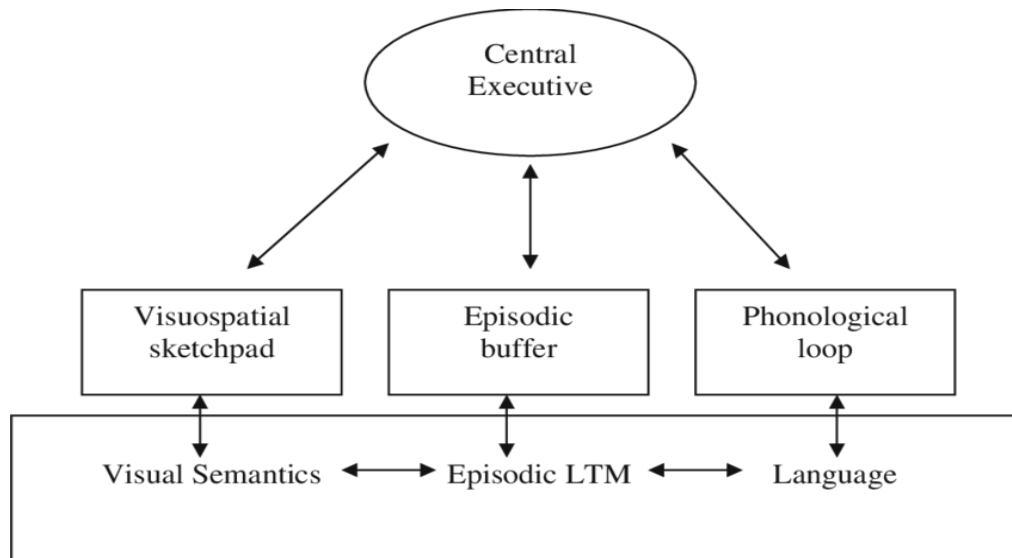 Central
Executive
Visuospatial
sketchpad
Episodic
buffer
Phonological
loop
Visual Semantics
Episodic LTM
Language